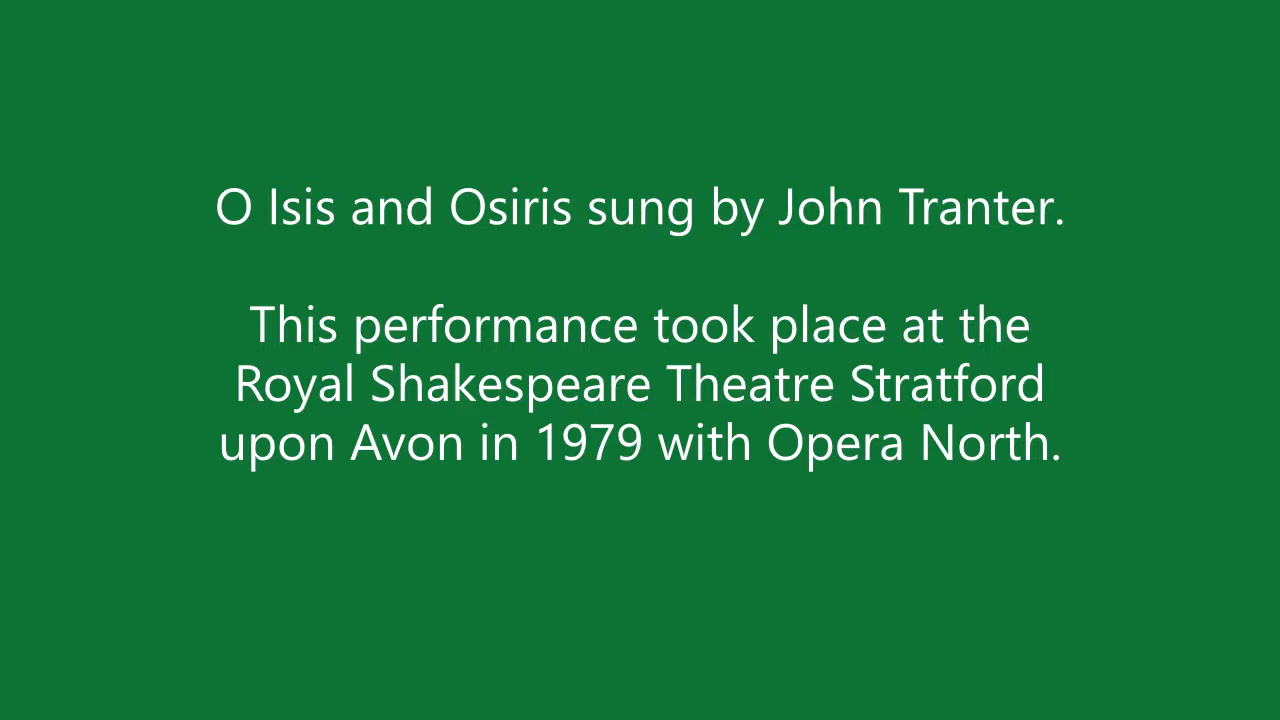 O Isis and Osiris sung by John Tranter.
This performance took place at the
Royal Shakespeare Theatre Stratford
upon Avon in 1979 with Opera North.